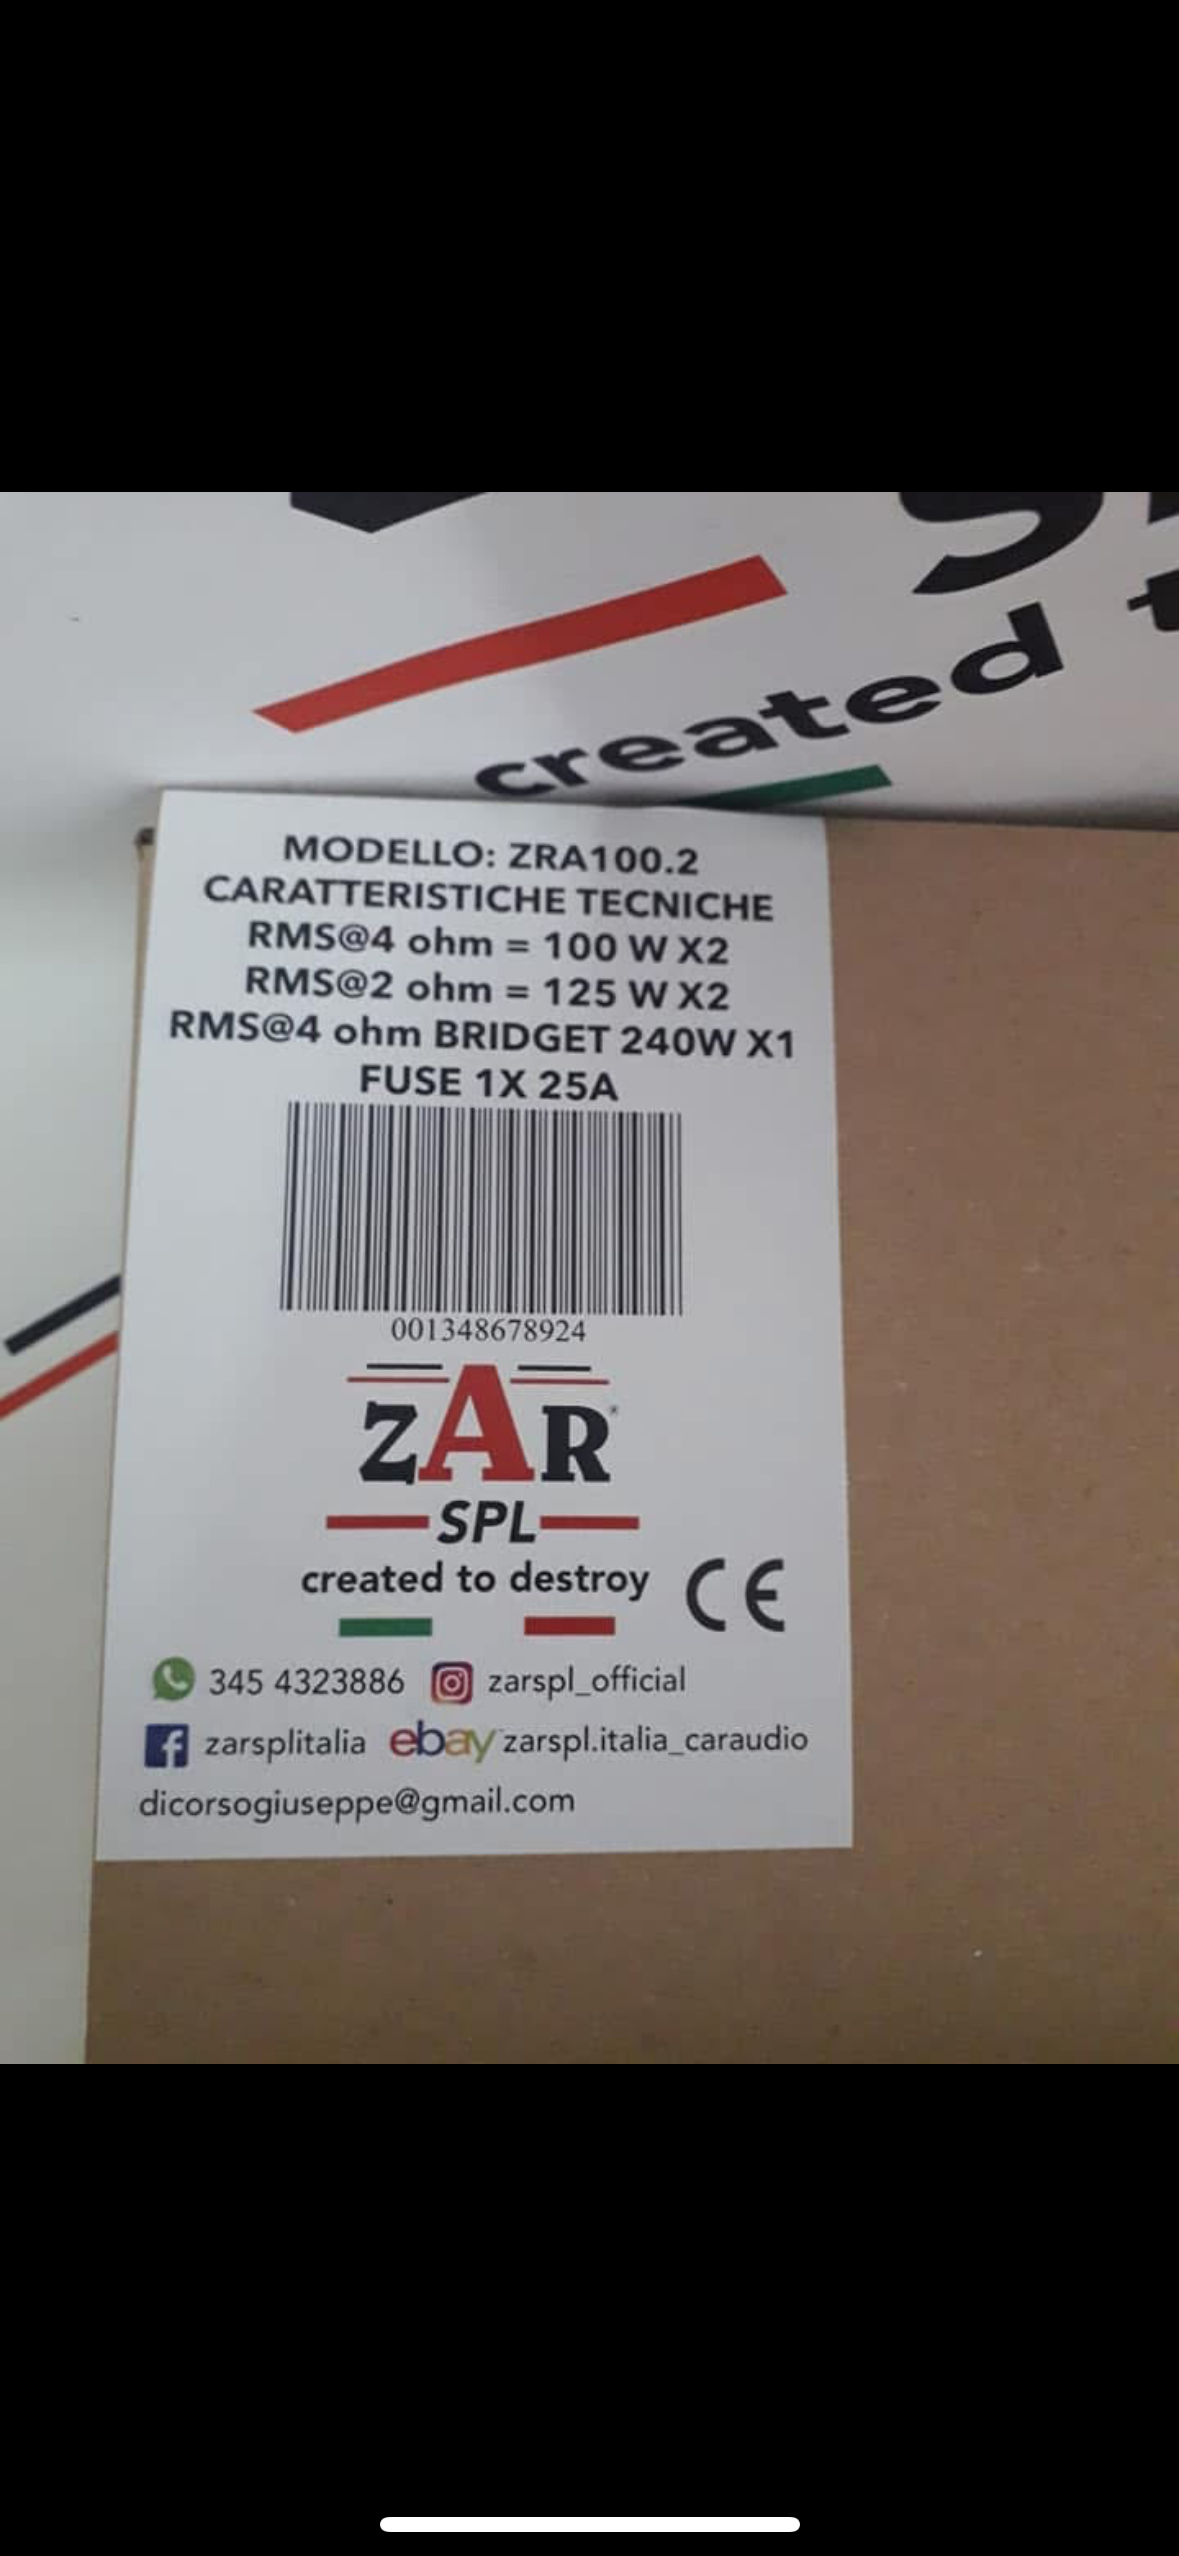 created
MODELLO: ZRA100.2
CARATTERISTICHE TECNICHE
RMS@4 ohm = 100 W X2
RMS@2 ohm = 125 W X2
RMS@4 ohm BRIDGET 240W X1
FUSE 1X 25A
001348678924
ZAR
SPL
created to destroy CE
345 4323886 zarspl_official
zarsplitalia ebay zarspl.italia_caraudio
dicorsogiuseppe@gmail.com